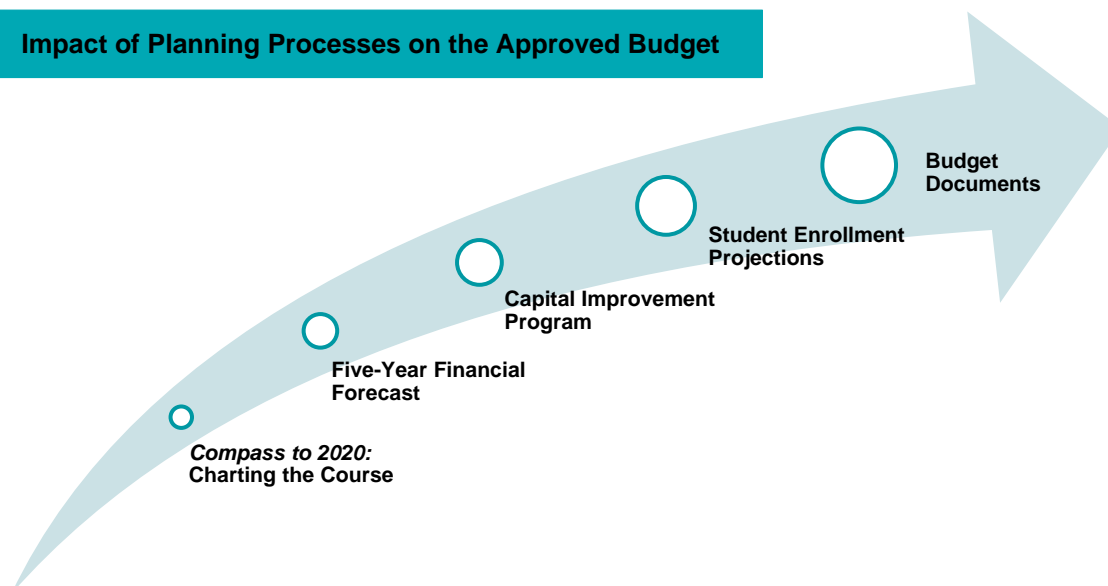 Impact of Planning Processes on the Approved Budget
Budget
Documents
Student Enrollment
Projections
Capital Improvement
Program
Five-Year Financial
Forecast
Compass to 2020:
Charting the Course